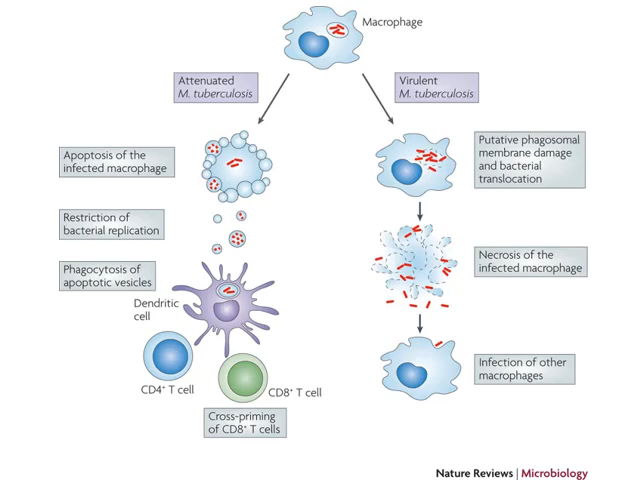 Macrophage
Attenuated
M. tuberculosis
Virulent
M. tuberculosis
Apoptosis of the
infected macrophage
Restriction of
bacterial replication
Phagocytosis of
apoptotic vesicles
Dendritic
cell
CD4⁺ T cell
CD8⁺ T cell
Cross-priming
of CD8⁺ T cells
Putative phagosomal
membrane damage
and bacterial
translocation
Necrosis of the
infected macrophage
Infection of other
macrophages
Nature Reviews | Microbiology